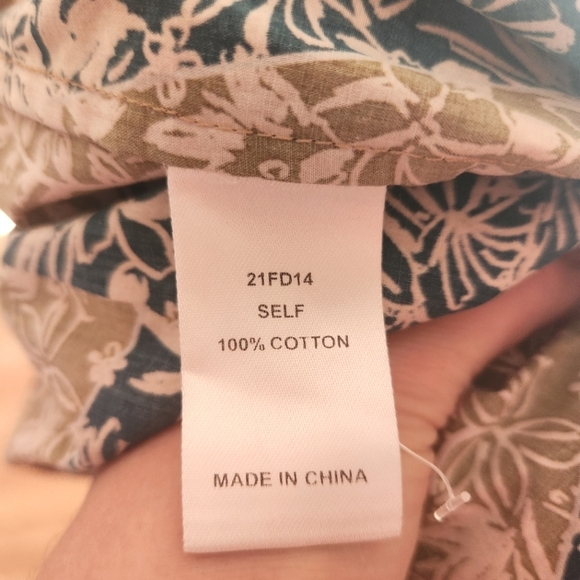 21FD14
SELF
100% COTTON
MADE IN CHINA